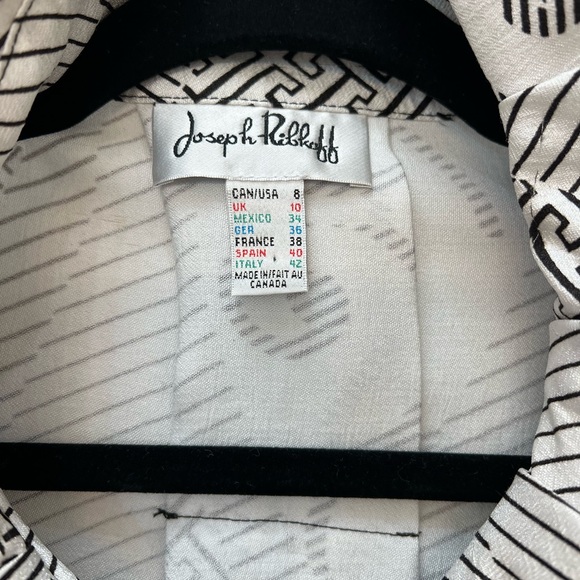 Joseph Ribkoff
CAN/USA 8
UK 10
MEXICO 34
GER 36
FRANCE 38
SPAIN 40
ITALY 42
MADE IN/FAIT AU
CANADA